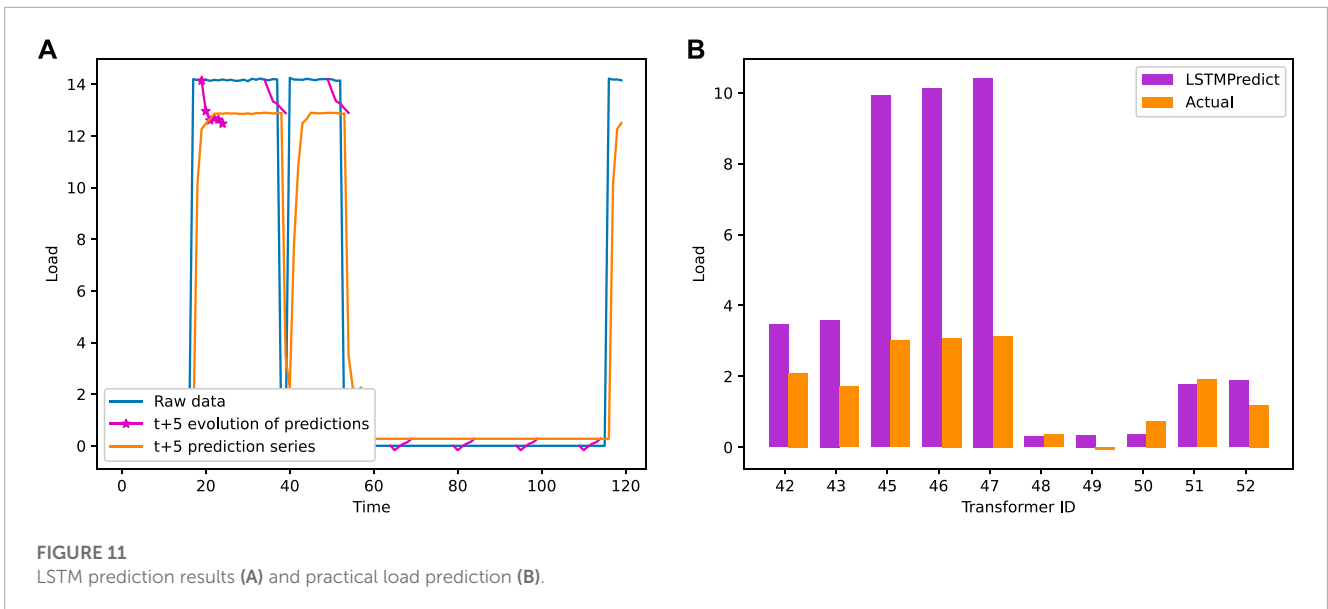 A
Load
14
12
10
8
6
4
2
0
Raw data
t+5 evolution of predictions
t+5 prediction series
0 20 40 60 80 100 120
Time
B
Load
10
8
6
4
2
0
LSTMPredict
Actual
42 43 45 46 47 48 49 50 51 52
Transformer ID
FIGURE 11
LSTM prediction results (A) and practical load prediction (B).